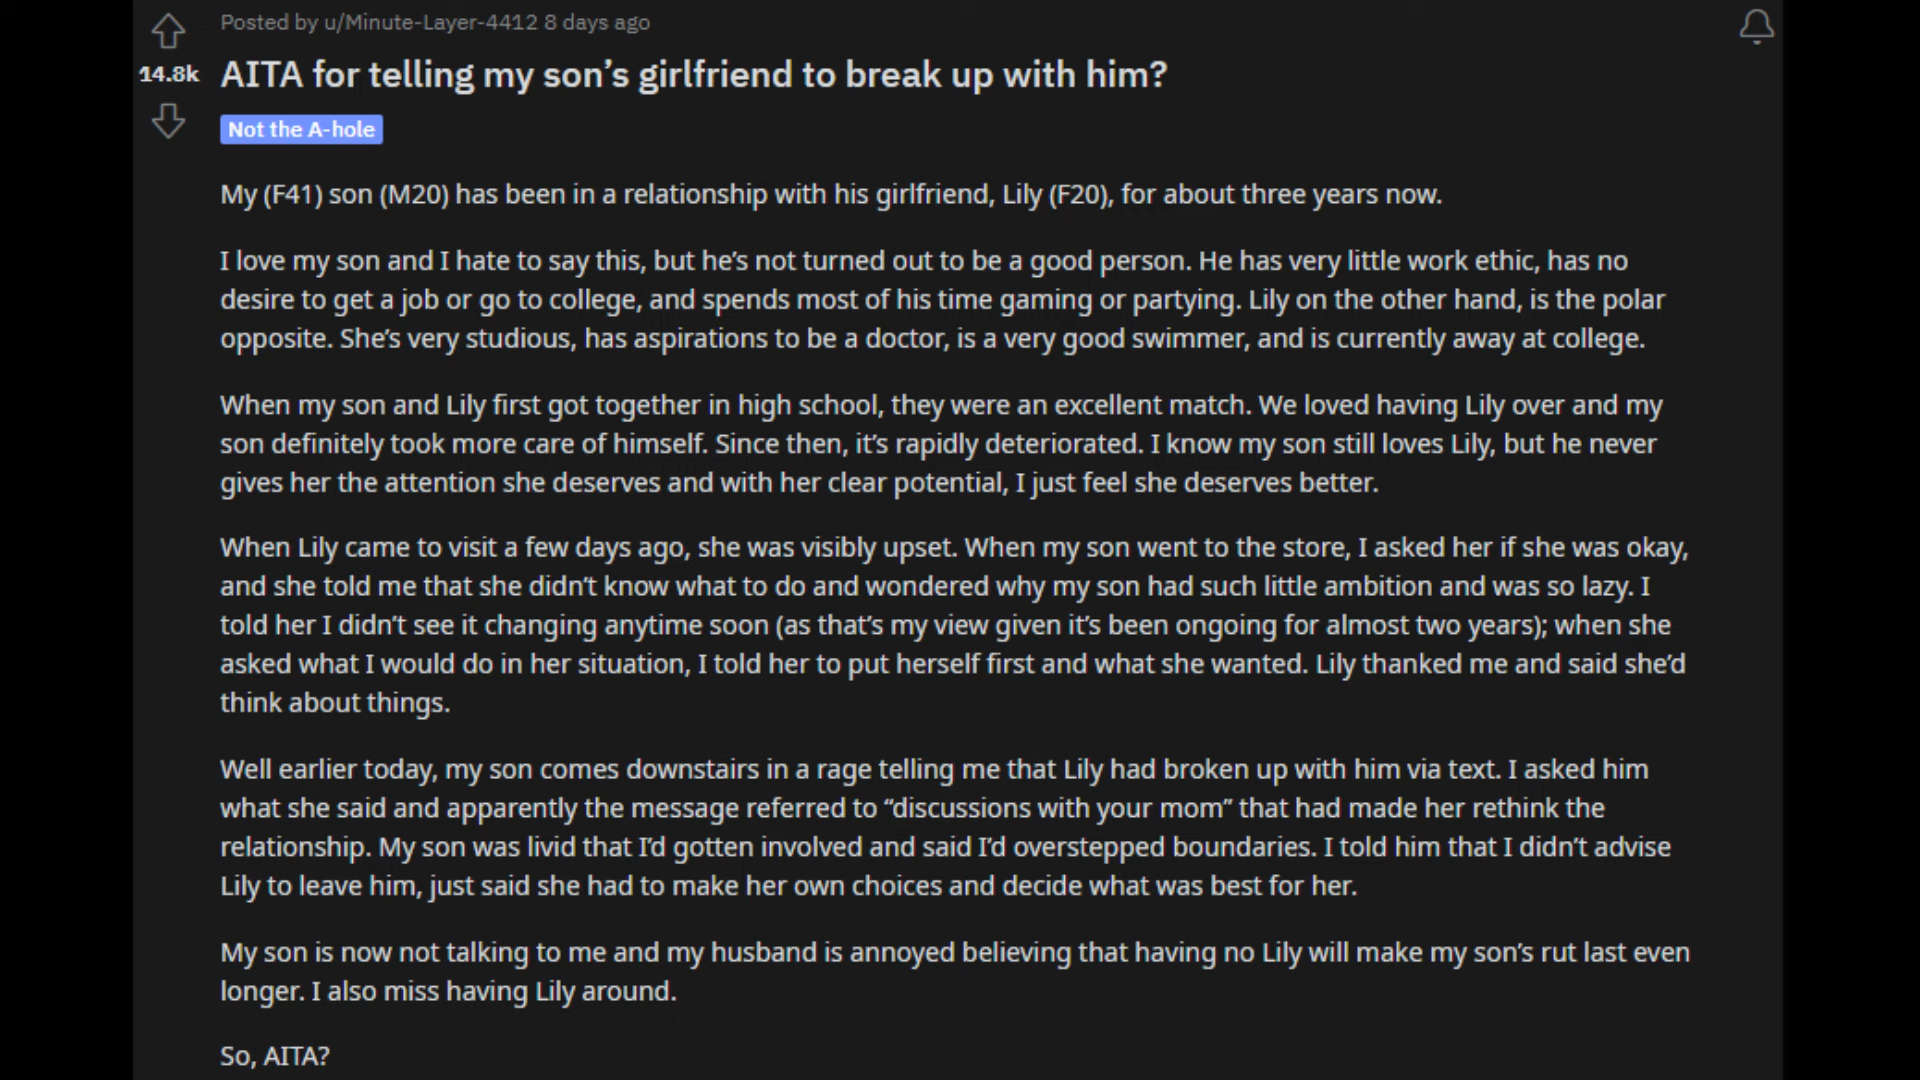 Posted by u/Minute-Layer-4412 8 days ago
14.8k
AITA for telling my son’s girlfriend to break up with him?
Not the A-hole
My (F41) son (M20) has been in a relationship with his girlfriend, Lily (F20), for about three years now.
I love my son and I hate to say this, but he’s not turned out to be a good person. He has very little work ethic, has no
desire to get a job or go to college, and spends most of his time gaming or partying. Lily on the other hand, is the polar
opposite. She’s very studious, has aspirations to be a doctor, is a very good swimmer, and is currently away at college.
When my son and Lily first got together in high school, they were an excellent match. We loved having Lily over and my
son definitely took more care of himself. Since then, it’s rapidly deteriorated. I know my son still loves Lily, but he never
gives her the attention she deserves and with her clear potential, I just feel she deserves better.
When Lily came to visit a few days ago, she was visibly upset. When my son went to the store, I asked her if she was okay,
and she told me that she didn’t know what to do and wondered why my son had such little ambition and was so lazy. I
told her I didn’t see it changing anytime soon (as that’s my view given it’s been ongoing for almost two years); when she
asked what I would do in her situation, I told her to put herself first and what she wanted. Lily thanked me and said she’d
think about things.
Well earlier today, my son comes downstairs in a rage telling me that Lily had broken up with him via text. I asked him
what she said and apparently the message referred to “discussions with your mom” that had made her rethink the
relationship. My son was livid that I’d gotten involved and said I’d overstepped boundaries. I told him that I didn’t advise
Lily to leave him, just said she had to make her own choices and decide what was best for her.
My son is now not talking to me and my husband is annoyed believing that having no Lily will make my son’s rut last even
longer. I also miss having Lily around.
So, AITA?